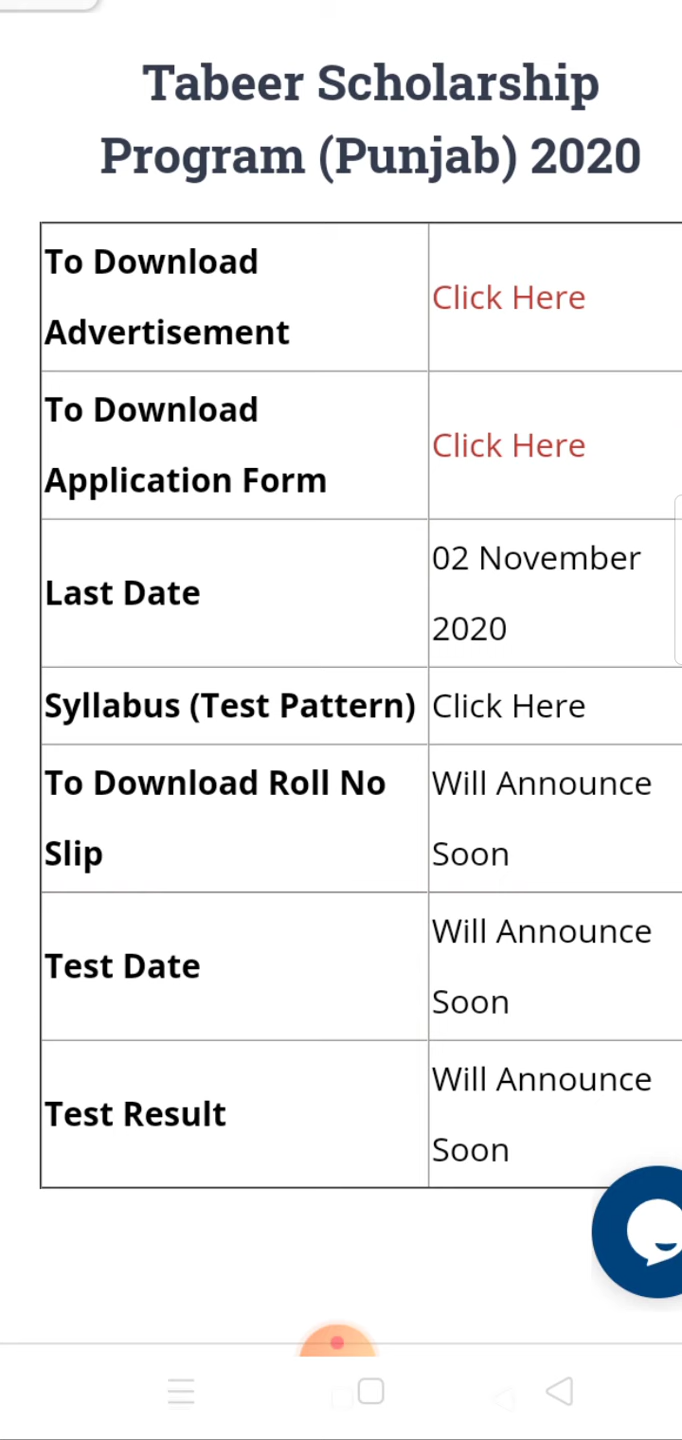 Tabeer Scholarship
Program (Punjab) 2020
To Download
Advertisement
Click Here
To Download
Application Form
Click Here
Last Date
02 November
2020
Syllabus (Test Pattern)
Click Here
To Download Roll No
Slip
Will Announce
Soon
Test Date
Will Announce
Soon
Test Result
Will Announce
Soon